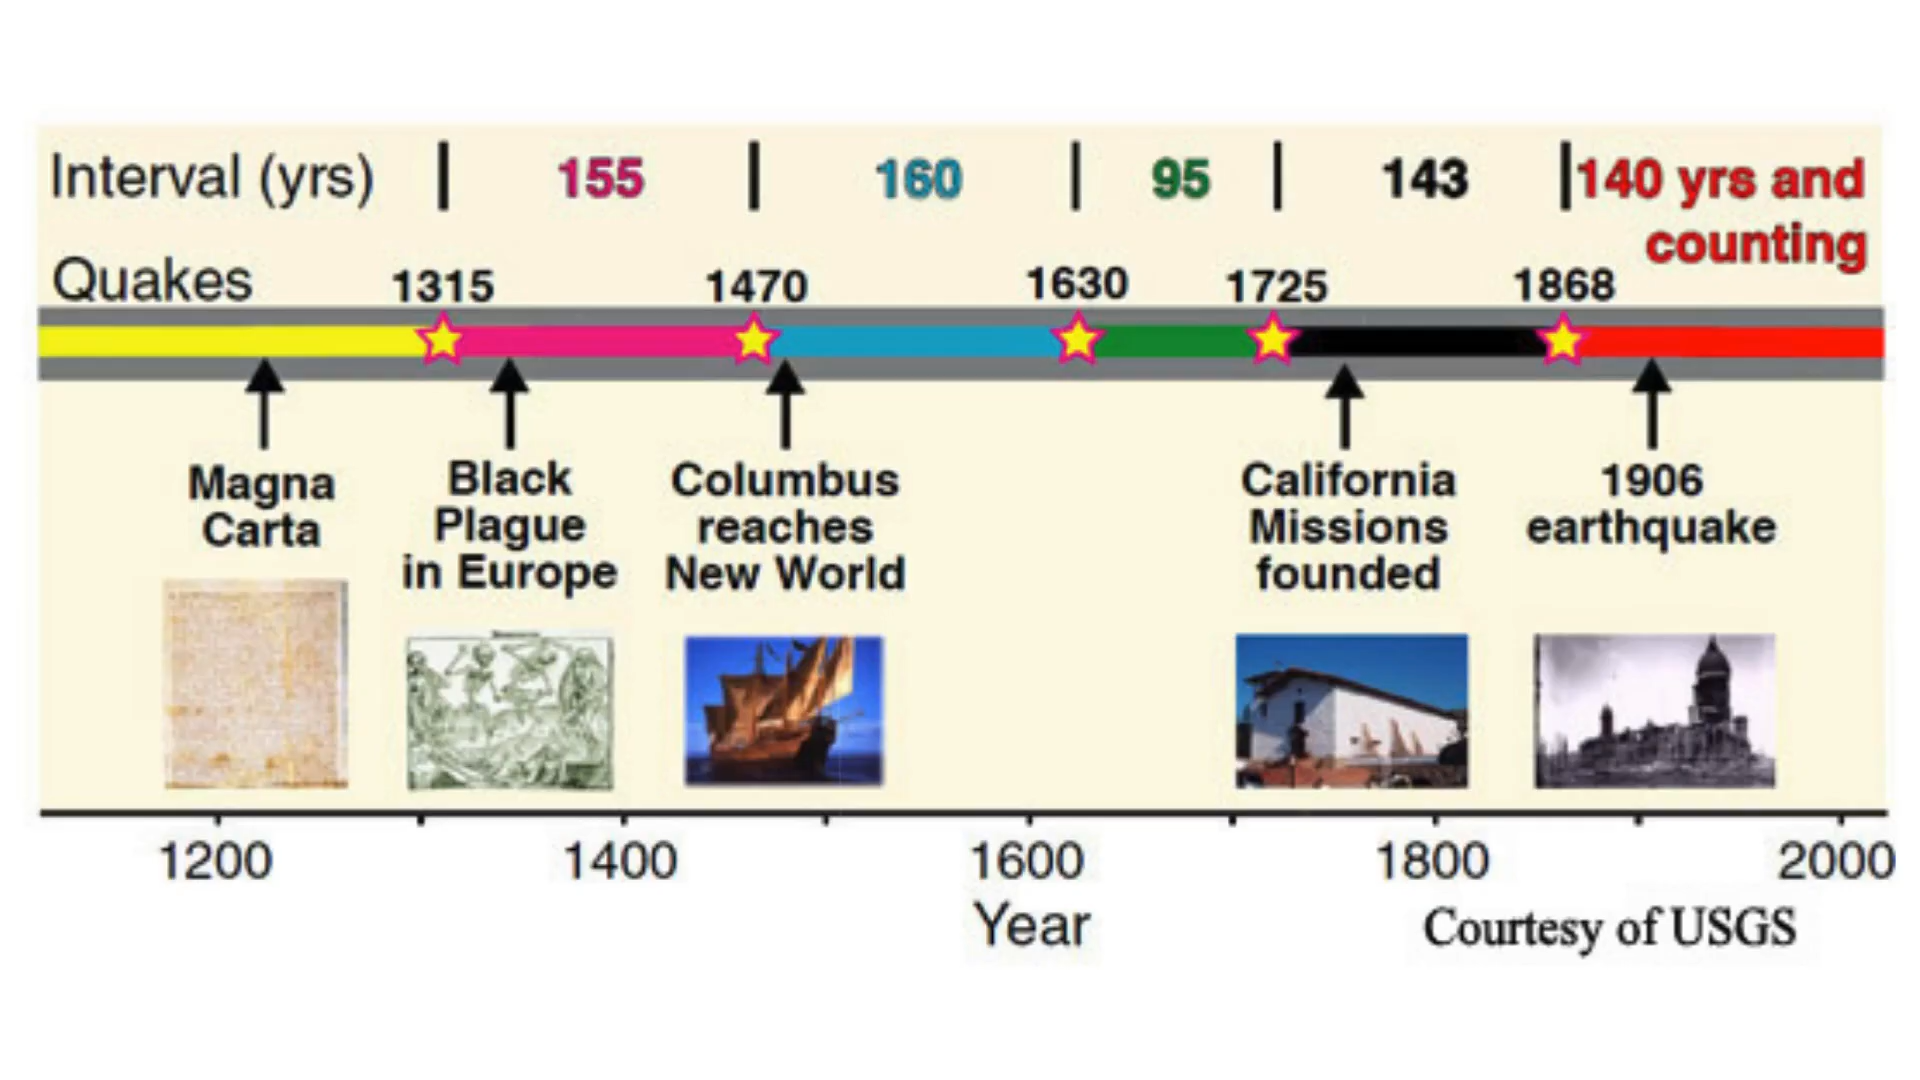 Interval (yrs) 155 160 95 143 140 yrs and
counting
Quakes 1315 1470 1630 1725 1868
Magna
Carta
Black
Plague
in Europe
Columbus
reaches
New World
California
Missions
founded
1906
earthquake
1200 1400 1600 1800 2000
Year
Courtesy of USGS